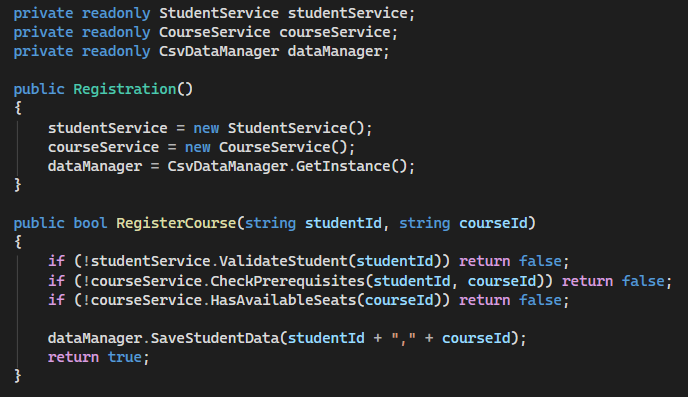 private readonly StudentService studentService;
private readonly CourseService courseService;
private readonly CsvDataManager dataManager;
public Registration()
{
studentService = new StudentService();
courseService = new CourseService();
dataManager = CsvDataManager.GetInstance();
}
public bool RegisterCourse(string studentId, string courseId)
{
if (!studentService.ValidateStudent(studentId)) return false;
if (!courseService.CheckPrerequisites(studentId, courseId)) return false;
if (!courseService.HasAvailableSeats(courseId)) return false;
dataManager.SaveStudentData(studentId + "," + courseId);
return true;
}